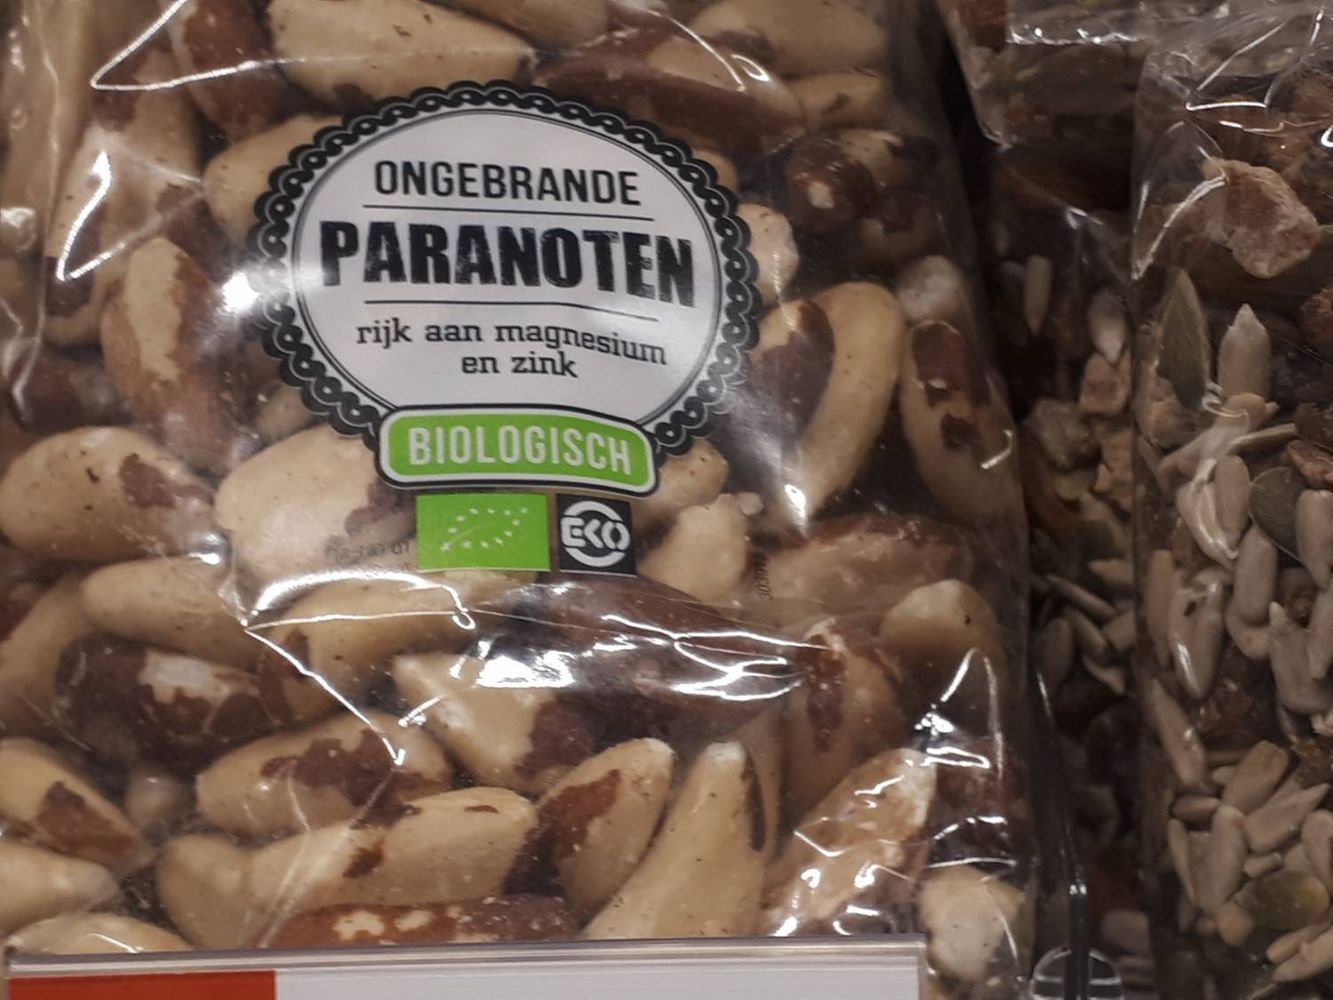 ONGEBRANDE
PARANOTEN
rijk aan magnesium
en zink
BIOLOGISCH
EKO